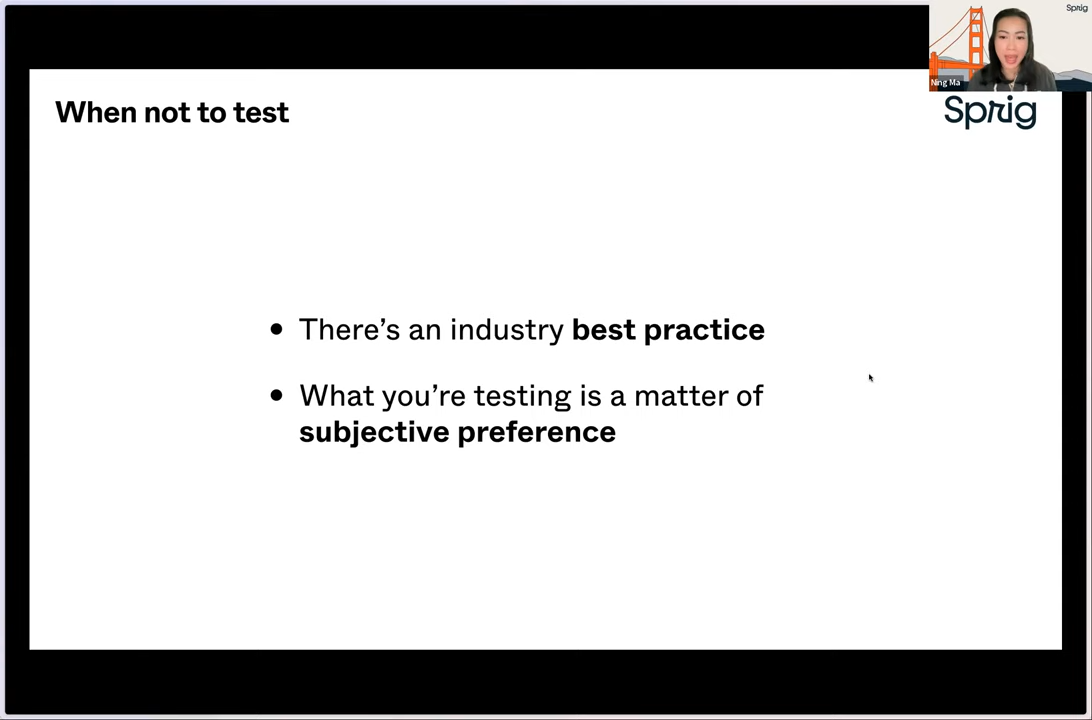 Sprig
Ning Ma
When not to test
Sprig
• There's an industry best practice
• What you're testing is a matter of
subjective preference